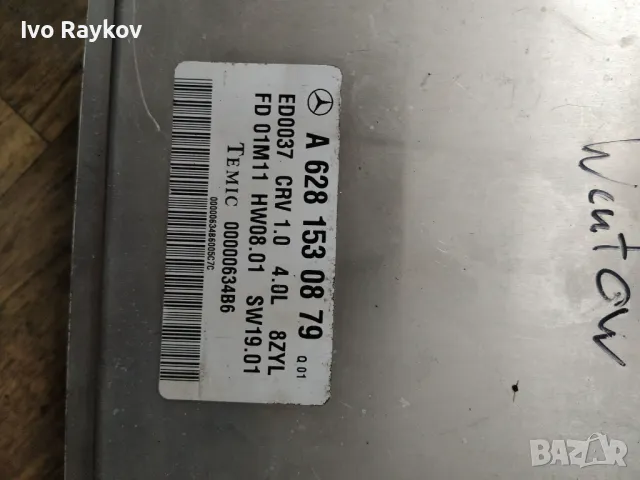 Ivo Raykov
A 628 153 08 79 Q 01
ED0037 CRV 1.0 4.0L 8ZYL
FD 01M11 HW08.01 SW19.01
TEMIC 00000634B6
BAZAR